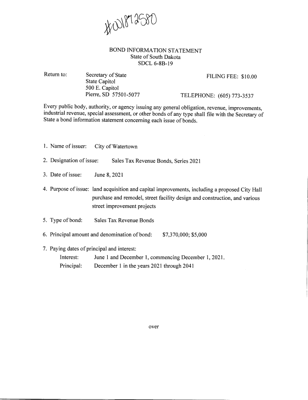 #001872580
BOND INFORMATION STATEMENT
State of South Dakota
SDCL 6-8B-19
Return to: Secretary of State FILING FEE: $10.00
State Capitol
500 E. Capitol
Pierre, SD 57501-5077 TELEPHONE: (605) 773-3537
Every public body, authority, or agency issuing any general obligation, revenue, improvements,
industrial revenue, special assessment, or other bonds of any type shall file with the Secretary of
State a bond information statement concerning each issue of bonds.
1. Name of issuer: City of Watertown
2. Designation of issue: Sales Tax Revenue Bonds, Series 2021
3. Date of issue: June 8, 2021
4. Purpose of issue: land acquisition and capital improvements, including a proposed City Hall
purchase and remodel, street facility design and construction, and various
street improvement projects
5. Type of bond: Sales Tax Revenue Bonds
6. Principal amount and denomination of bond: $7,370,000; $5,000
7. Paying dates of principal and interest:
Interest: June 1 and December 1, commencing December 1, 2021.
Principal: December 1 in the years 2021 through 2041
over